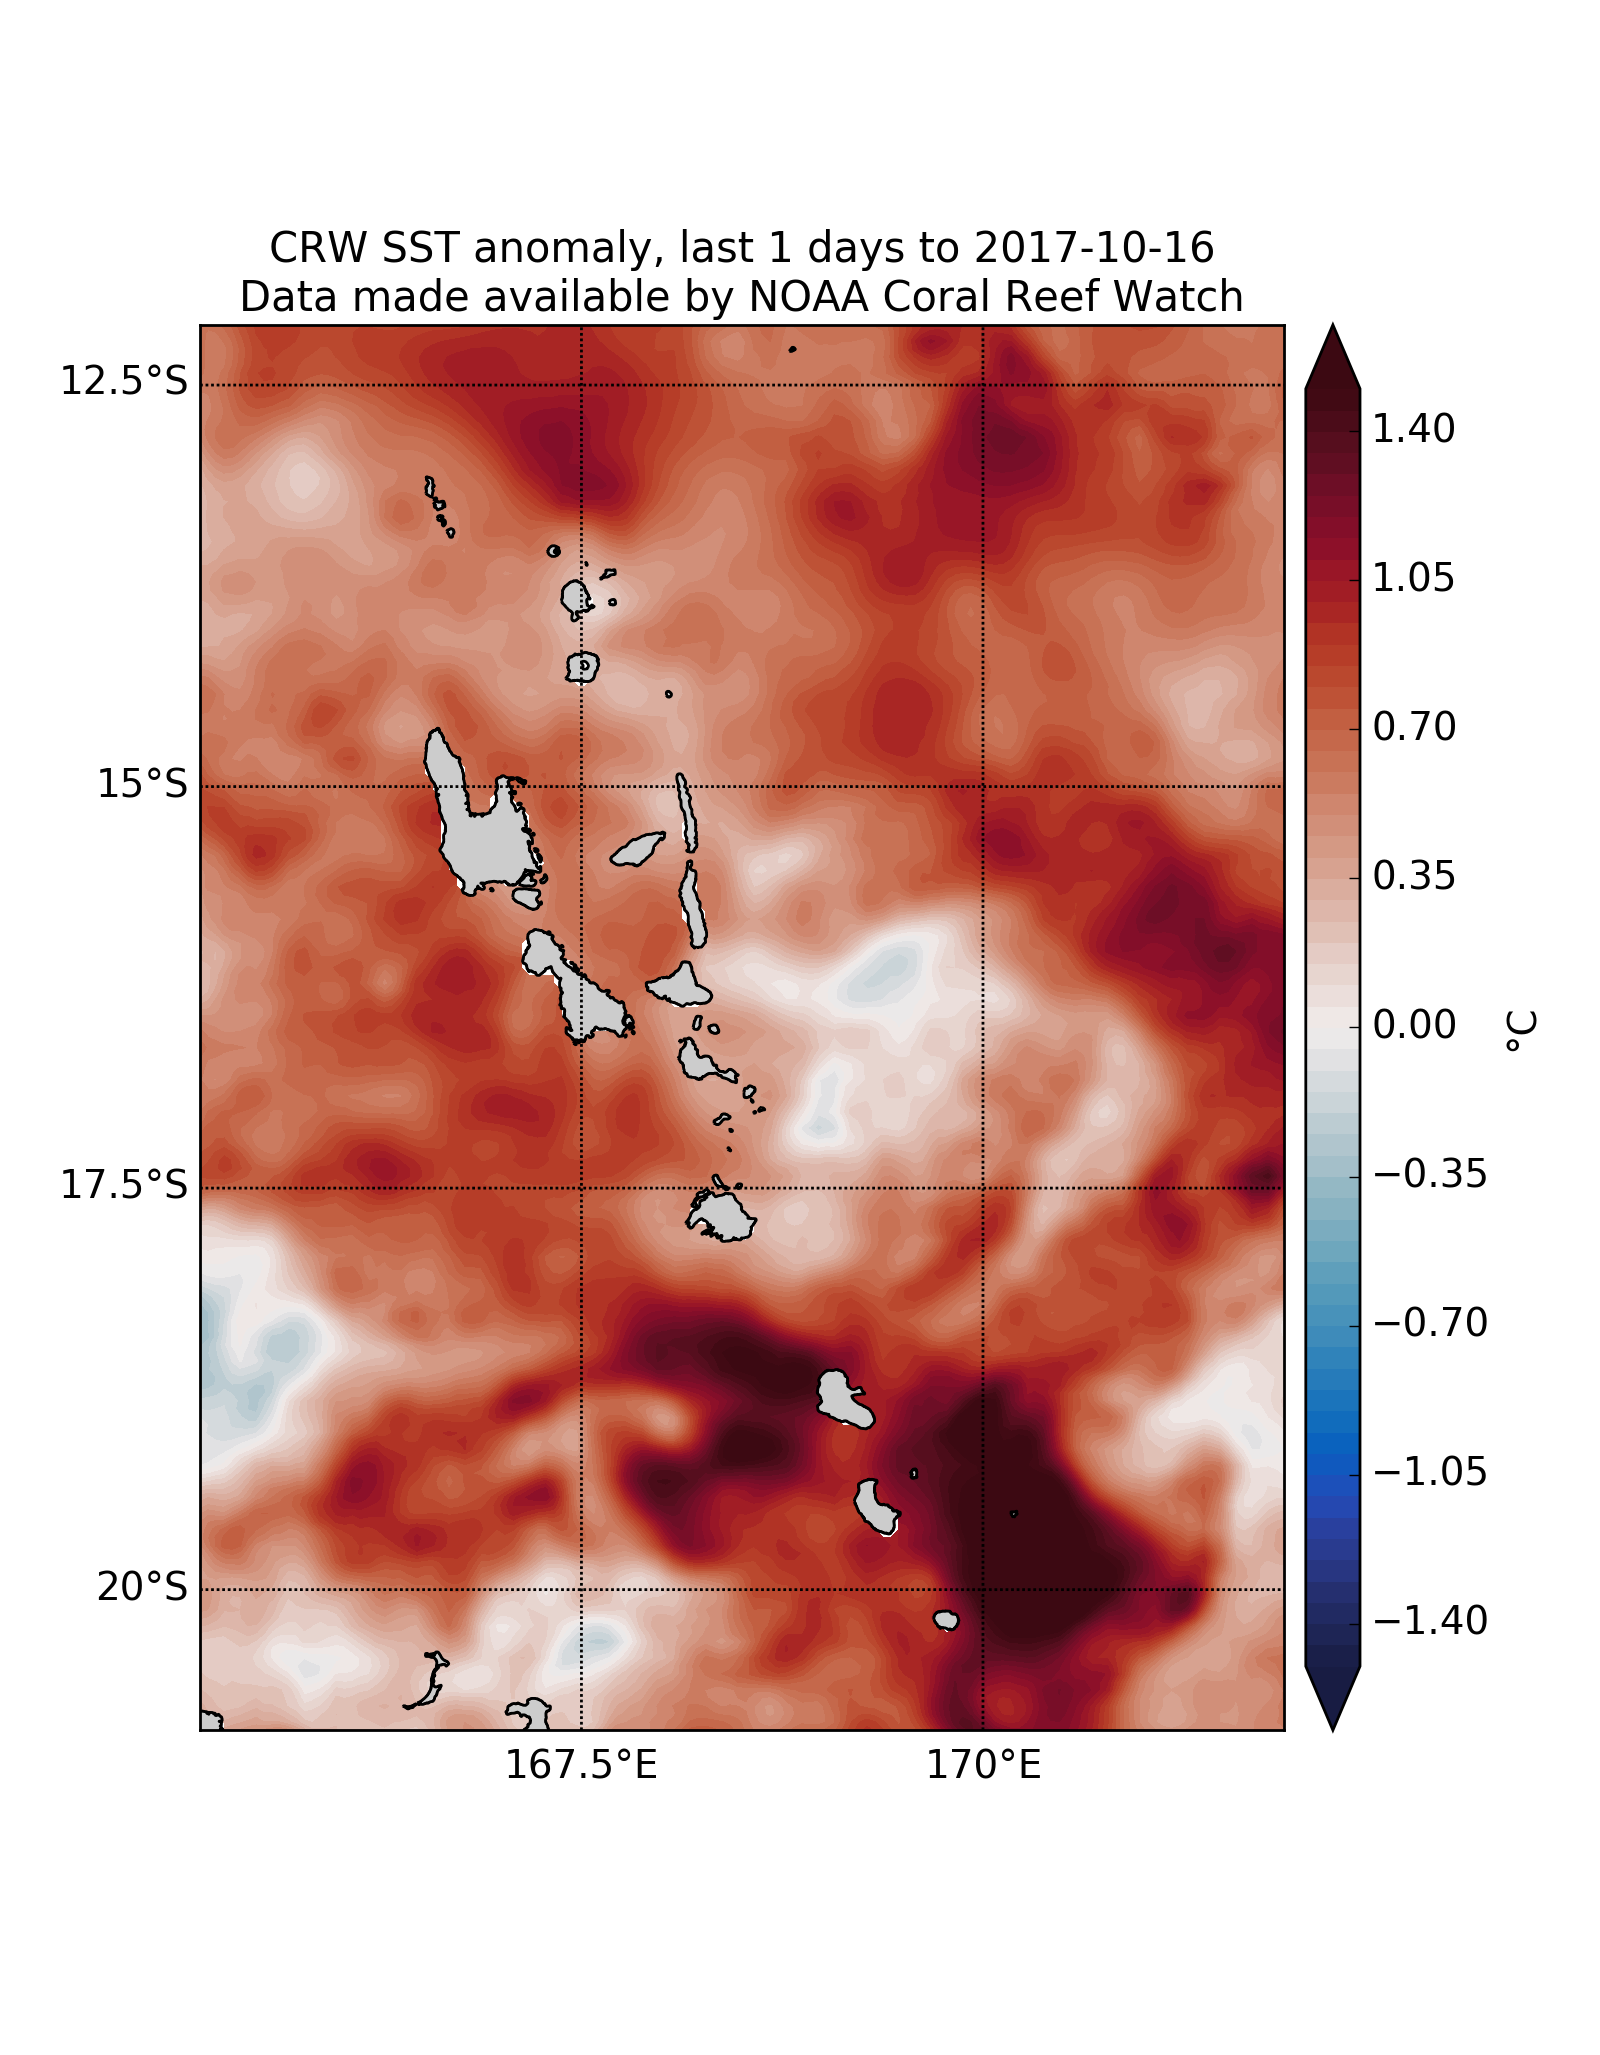 CRW SST anomaly, last 1 days to 2017-10-16
Data made available by NOAA Coral Reef Watch
12.5°S
15°S
17.5°S
20°S
167.5°E
170°E
1.40
1.05
0.70
0.35
0.00
−0.35
−0.70
−1.05
−1.40
°C